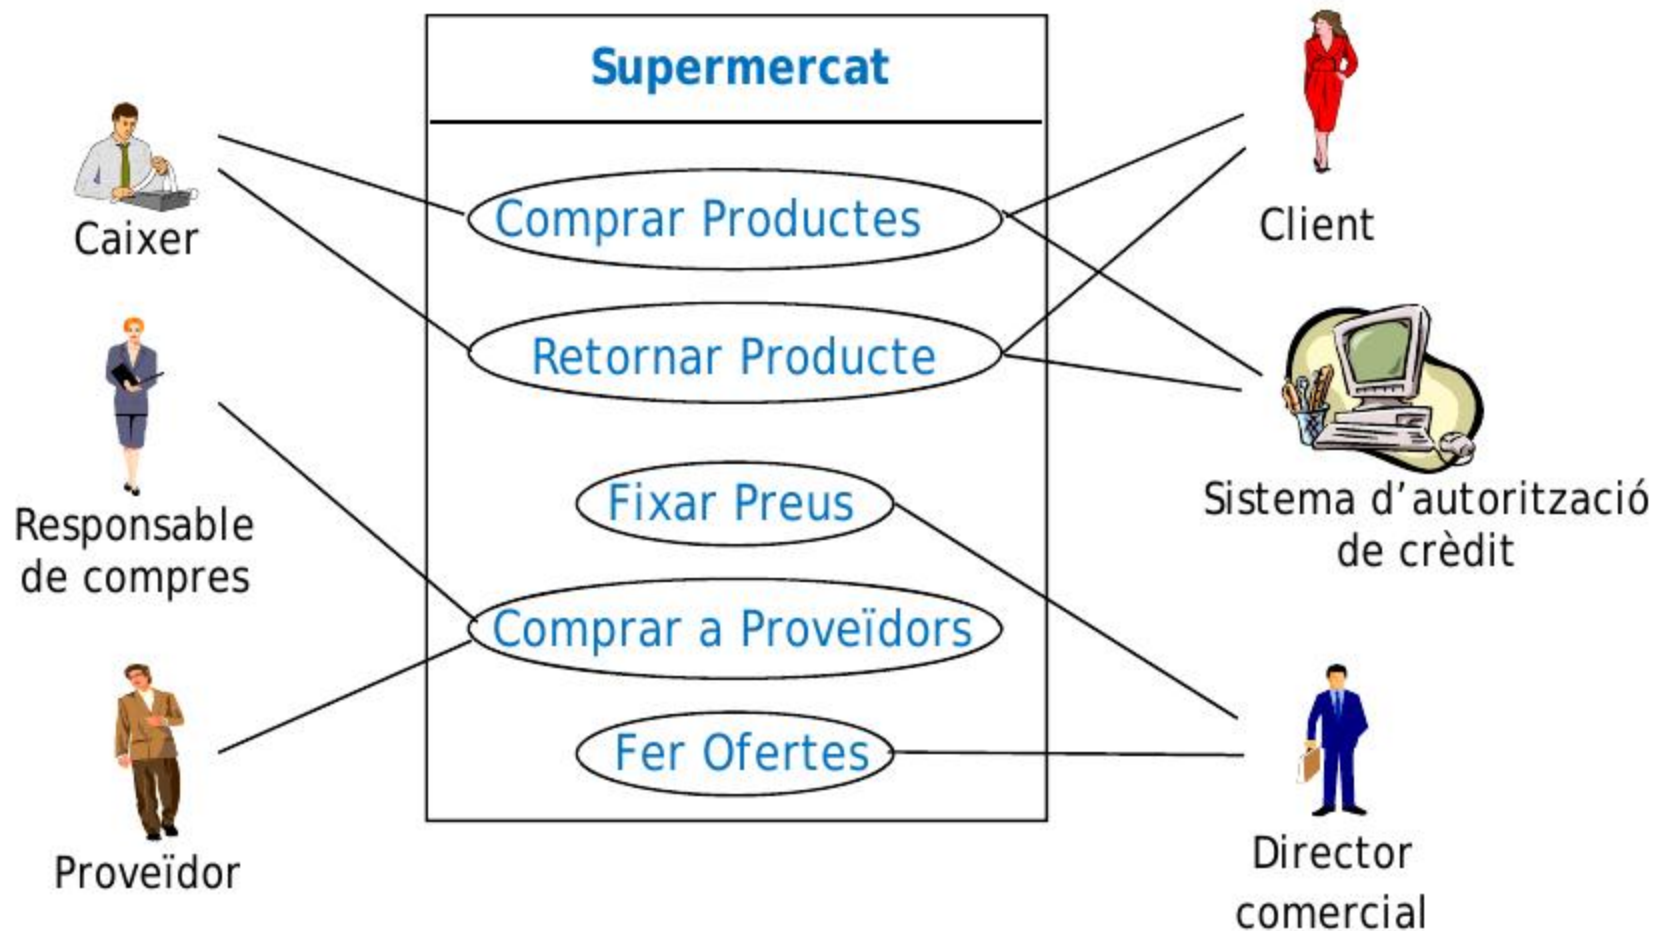 Supermercat
Caixer
Comprar Productes
Client
Retornar Producte
Responsable
de compres
Fixar Preus
Sistema d’autorització
de crèdit
Comprar a Proveïdors
Fer Ofertes
Proveïdor
Director
comercial